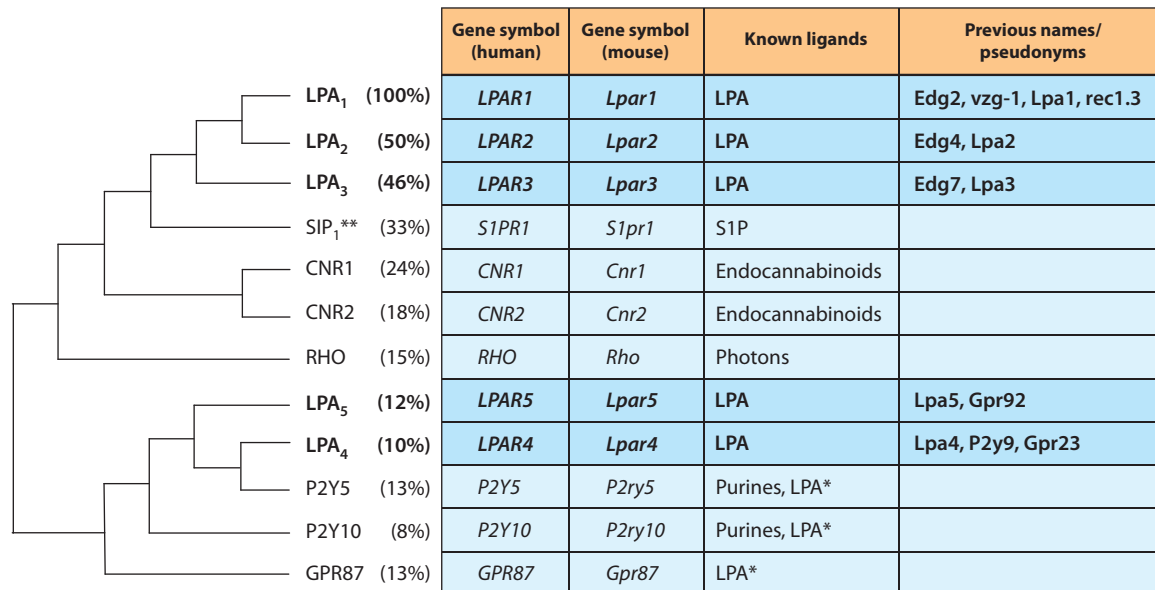 Gene symbol (human) Gene symbol (mouse) Known ligands Previous names/ pseudonyms
LPA1 (100%) LPAR1 Lpar1 LPA Edg2, vzg-1, Lpa1, rec1.3
LPA2 (50%) LPAR2 Lpar2 LPA Edg4, Lpa2
LPA3 (46%) LPAR3 Lpar3 LPA Edg7, Lpa3
SIP1** (33%) S1PR1 S1pr1 S1P
CNR1 (24%) CNR1 Cnr1 Endocannabinoids
CNR2 (18%) CNR2 Cnr2 Endocannabinoids
RHO (15%) RHO Rho Photons
LPA5 (12%) LPAR5 Lpar5 LPA Lpa5, Gpr92
LPA4 (10%) LPAR4 Lpar4 LPA Lpa4, P2y9, Gpr23
P2Y5 (13%) P2Y5 P2ry5 Purines, LPA*
P2Y10 (8%) P2Y10 P2ry10 Purines, LPA*
GPR87 (13%) GPR87 Gpr87 LPA*